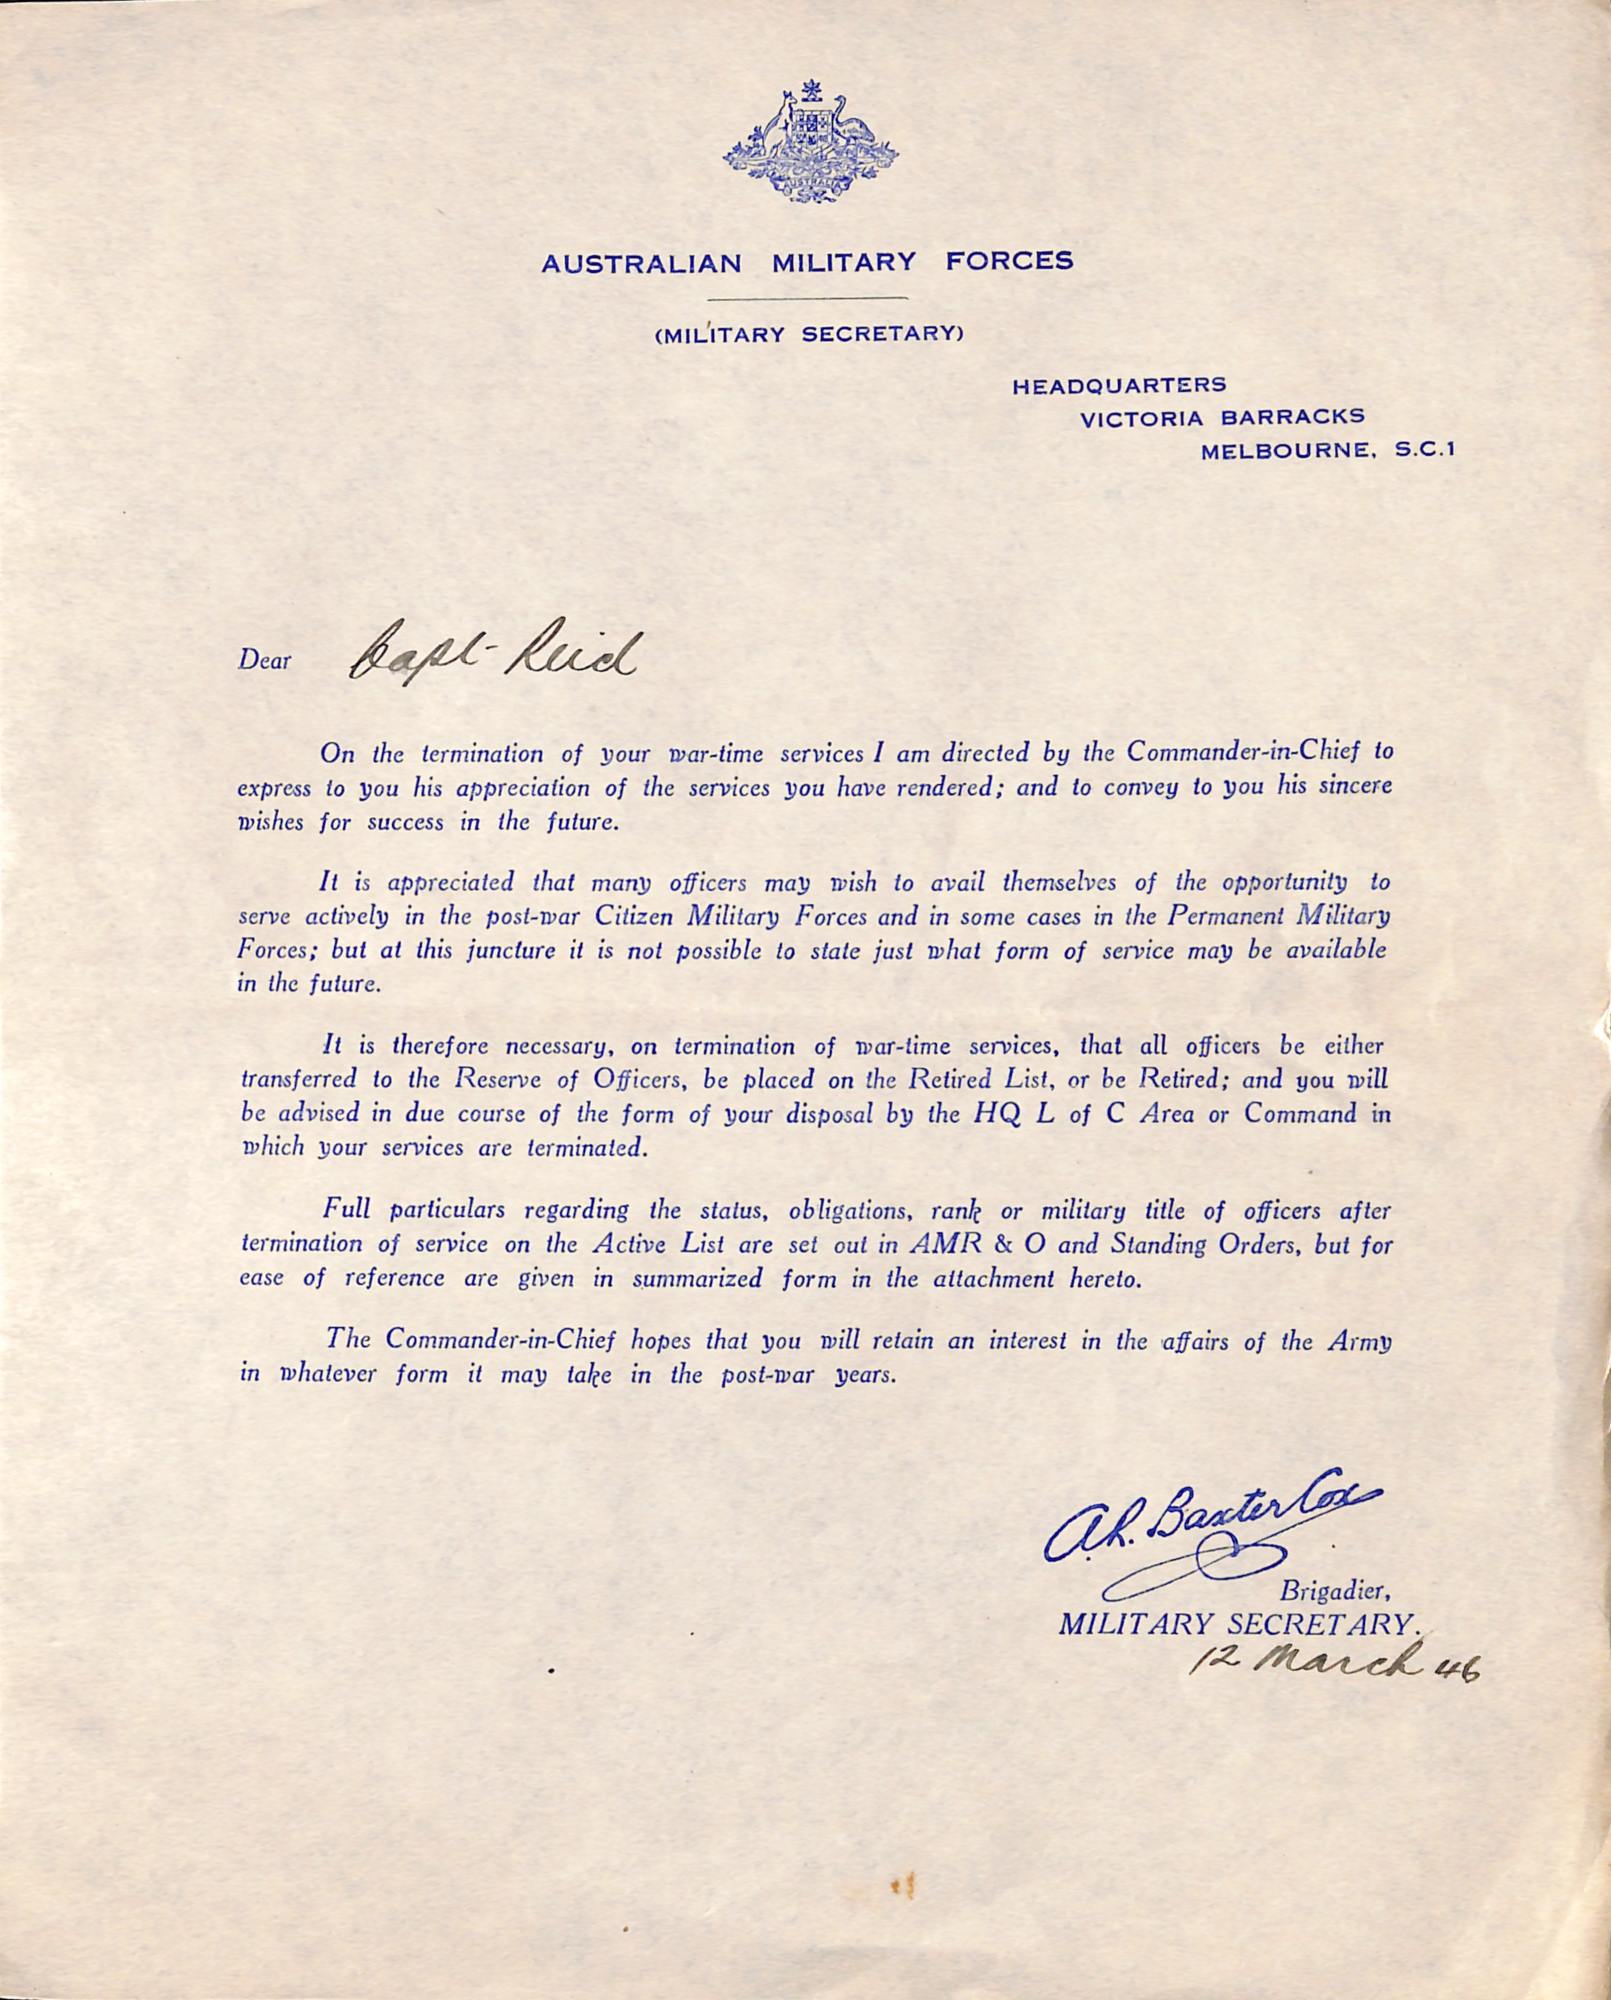 AUSTRALIA
AUSTRALIAN MILITARY FORCES
(MILITARY SECRETARY)
HEADQUARTERS
VICTORIA BARRACKS
MELBOURNE, S.C.1
Dear Capt- Reid
On the termination of your war-time services I am directed by the Commander-in-Chief to
express to you his appreciation of the services you have rendered; and to convey to you his sincere
wishes for success in the future.
It is appreciated that many officers may wish to avail themselves of the opportunity to
serve actively in the post-war Citizen Military Forces and in some cases in the Permanent Military
Forces; but at this juncture it is not possible to state just what form of service may be available
in the future.
It is therefore necessary, on termination of war-time services, that all officers be either
transferred to the Reserve of Officers, be placed on the Retired List, or be Retired; and you will
be advised in due course of the form of your disposal by the HQ L of C Area or Command in
which your services are terminated.
Full particulars regarding the status, obligations, rank or military title of officers after
termination of service on the Active List are set out in AMR & O and Standing Orders, but for
ease of reference are given in summarized form in the attachment hereto.
The Commander-in-Chief hopes that you will retain an interest in the affairs of the Army
in whatever form it may take in the post-war years.
A.R. Baxter Cox
Brigadier,
MILITARY SECRETARY.
12 March 46